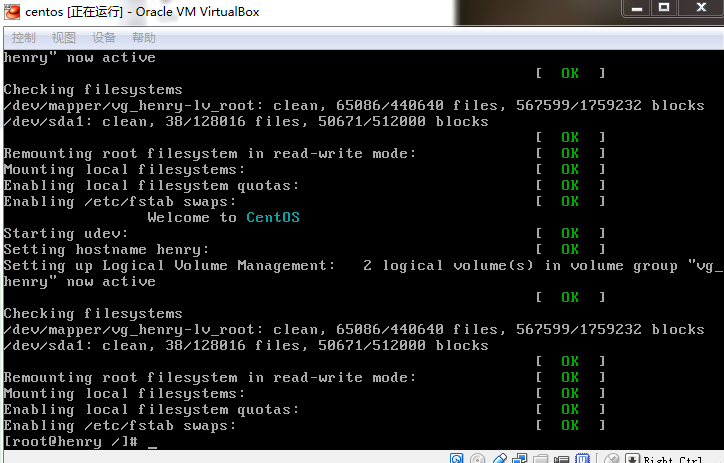 centos [正在运行] - Oracle VM VirtualBox
控制 视图 设备 帮助
henry" now active
[ OK ]
Checking filesystems
/dev/mapper/vg_henry-lv_root: clean, 65086/440640 files, 567599/1759232 blocks
/dev/sda1: clean, 38/128016 files, 50671/512000 blocks
[ OK ]
Remounting root filesystem in read-write mode: [ OK ]
Mounting local filesystems: [ OK ]
Enabling local filesystem quotas: [ OK ]
Enabling /etc/fstab swaps: [ OK ]
Welcome to CentOS
Starting udev: [ OK ]
Setting hostname henry: [ OK ]
Setting up Logical Volume Management: 2 logical volume(s) in volume group "vg_
henry" now active
[ OK ]
Checking filesystems
/dev/mapper/vg_henry-lv_root: clean, 65086/440640 files, 567599/1759232 blocks
/dev/sda1: clean, 38/128016 files, 50671/512000 blocks
[ OK ]
Remounting root filesystem in read-write mode: [ OK ]
Mounting local filesystems: [ OK ]
Enabling local filesystem quotas: [ OK ]
Enabling /etc/fstab swaps: [ OK ]
[root@henry /]# _
Right Ctrl